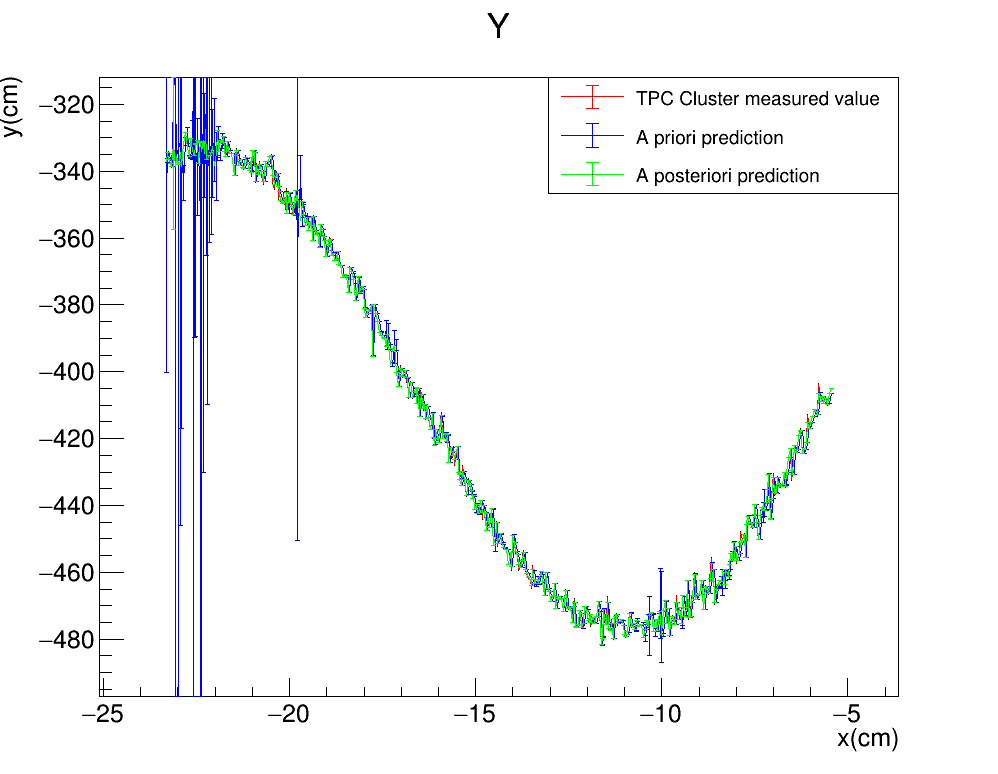 Y
y(cm)
TPC Cluster measured value
A priori prediction
A posteriori prediction
−320
−340
−360
−380
−400
−420
−440
−460
−480
−25 −20 −15 −10 −5
x(cm)